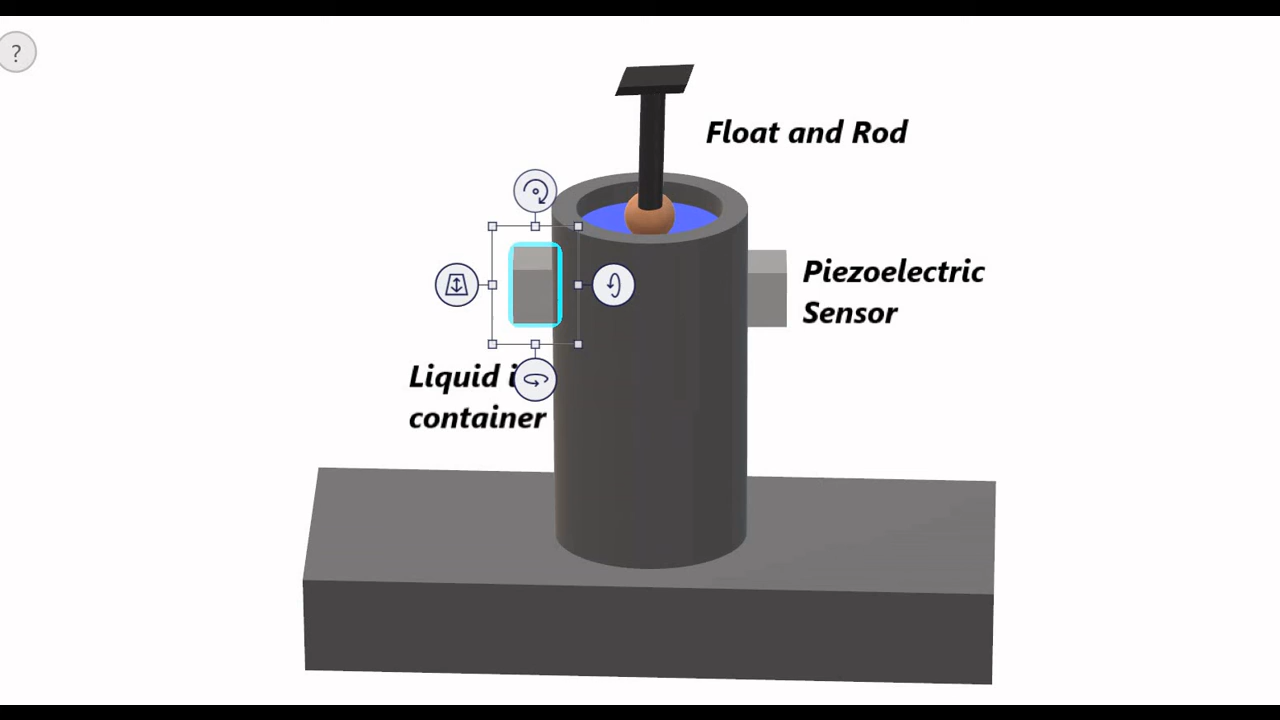 ?
Float and Rod
Piezoelectric
Sensor
Liquid
container